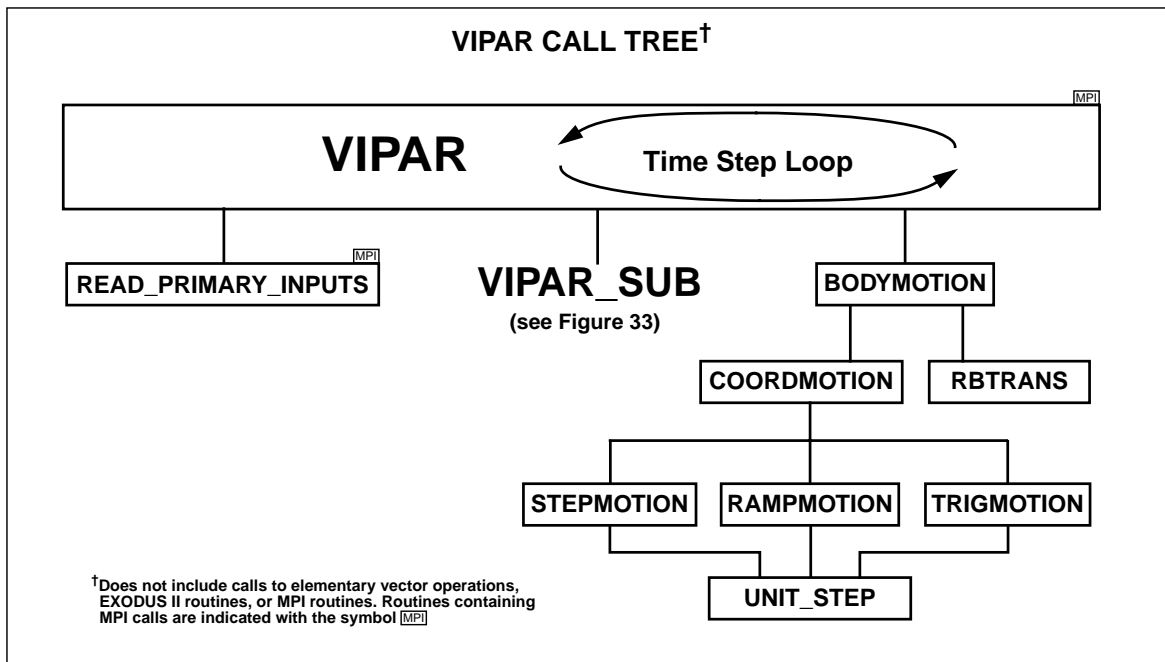 VIPAR CALL TREE†
MPI
VIPAR
Time Step Loop
MPI
READ_PRIMARY_INPUTS
VIPAR_SUB
(see Figure 33)
BODYMOTION
COORDMOTION
RBTRANS
STEPMOTION
RAMPMOTION
TRIGMOTION
UNIT_STEP
†Does not include calls to elementary vector operations,
EXODUS II routines, or MPI routines. Routines containing
MPI calls are indicated with the symbol MPI